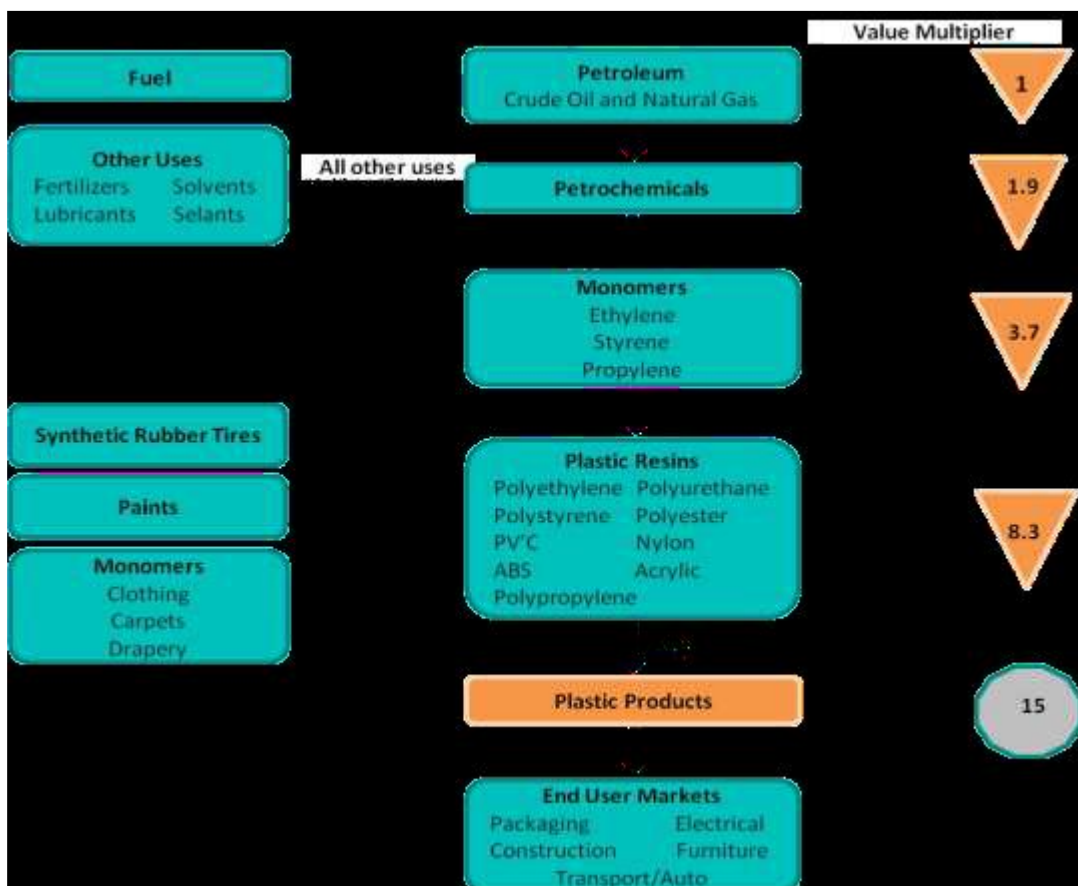 Value Multiplier
Fuel
Petroleum
Crude Oil and Natural Gas
1
Other Uses
Fertilizers Solvents
Lubricants Selants
All other uses
Petrochemicals
1.9
Monomers
Ethylene
Styrene
Propylene
3.7
Synthetic Rubber Tires
Paints
Monomers
Clothing
Carpets
Drapery
Plastic Resins
Polyethylene Polyurethane
Polystyrene Polyester
PV'C Nylon
ABS Acrylic
Polypropylene
8.3
Plastic Products
15
End User Markets
Packaging Electrical
Construction Furniture
Transport/Auto